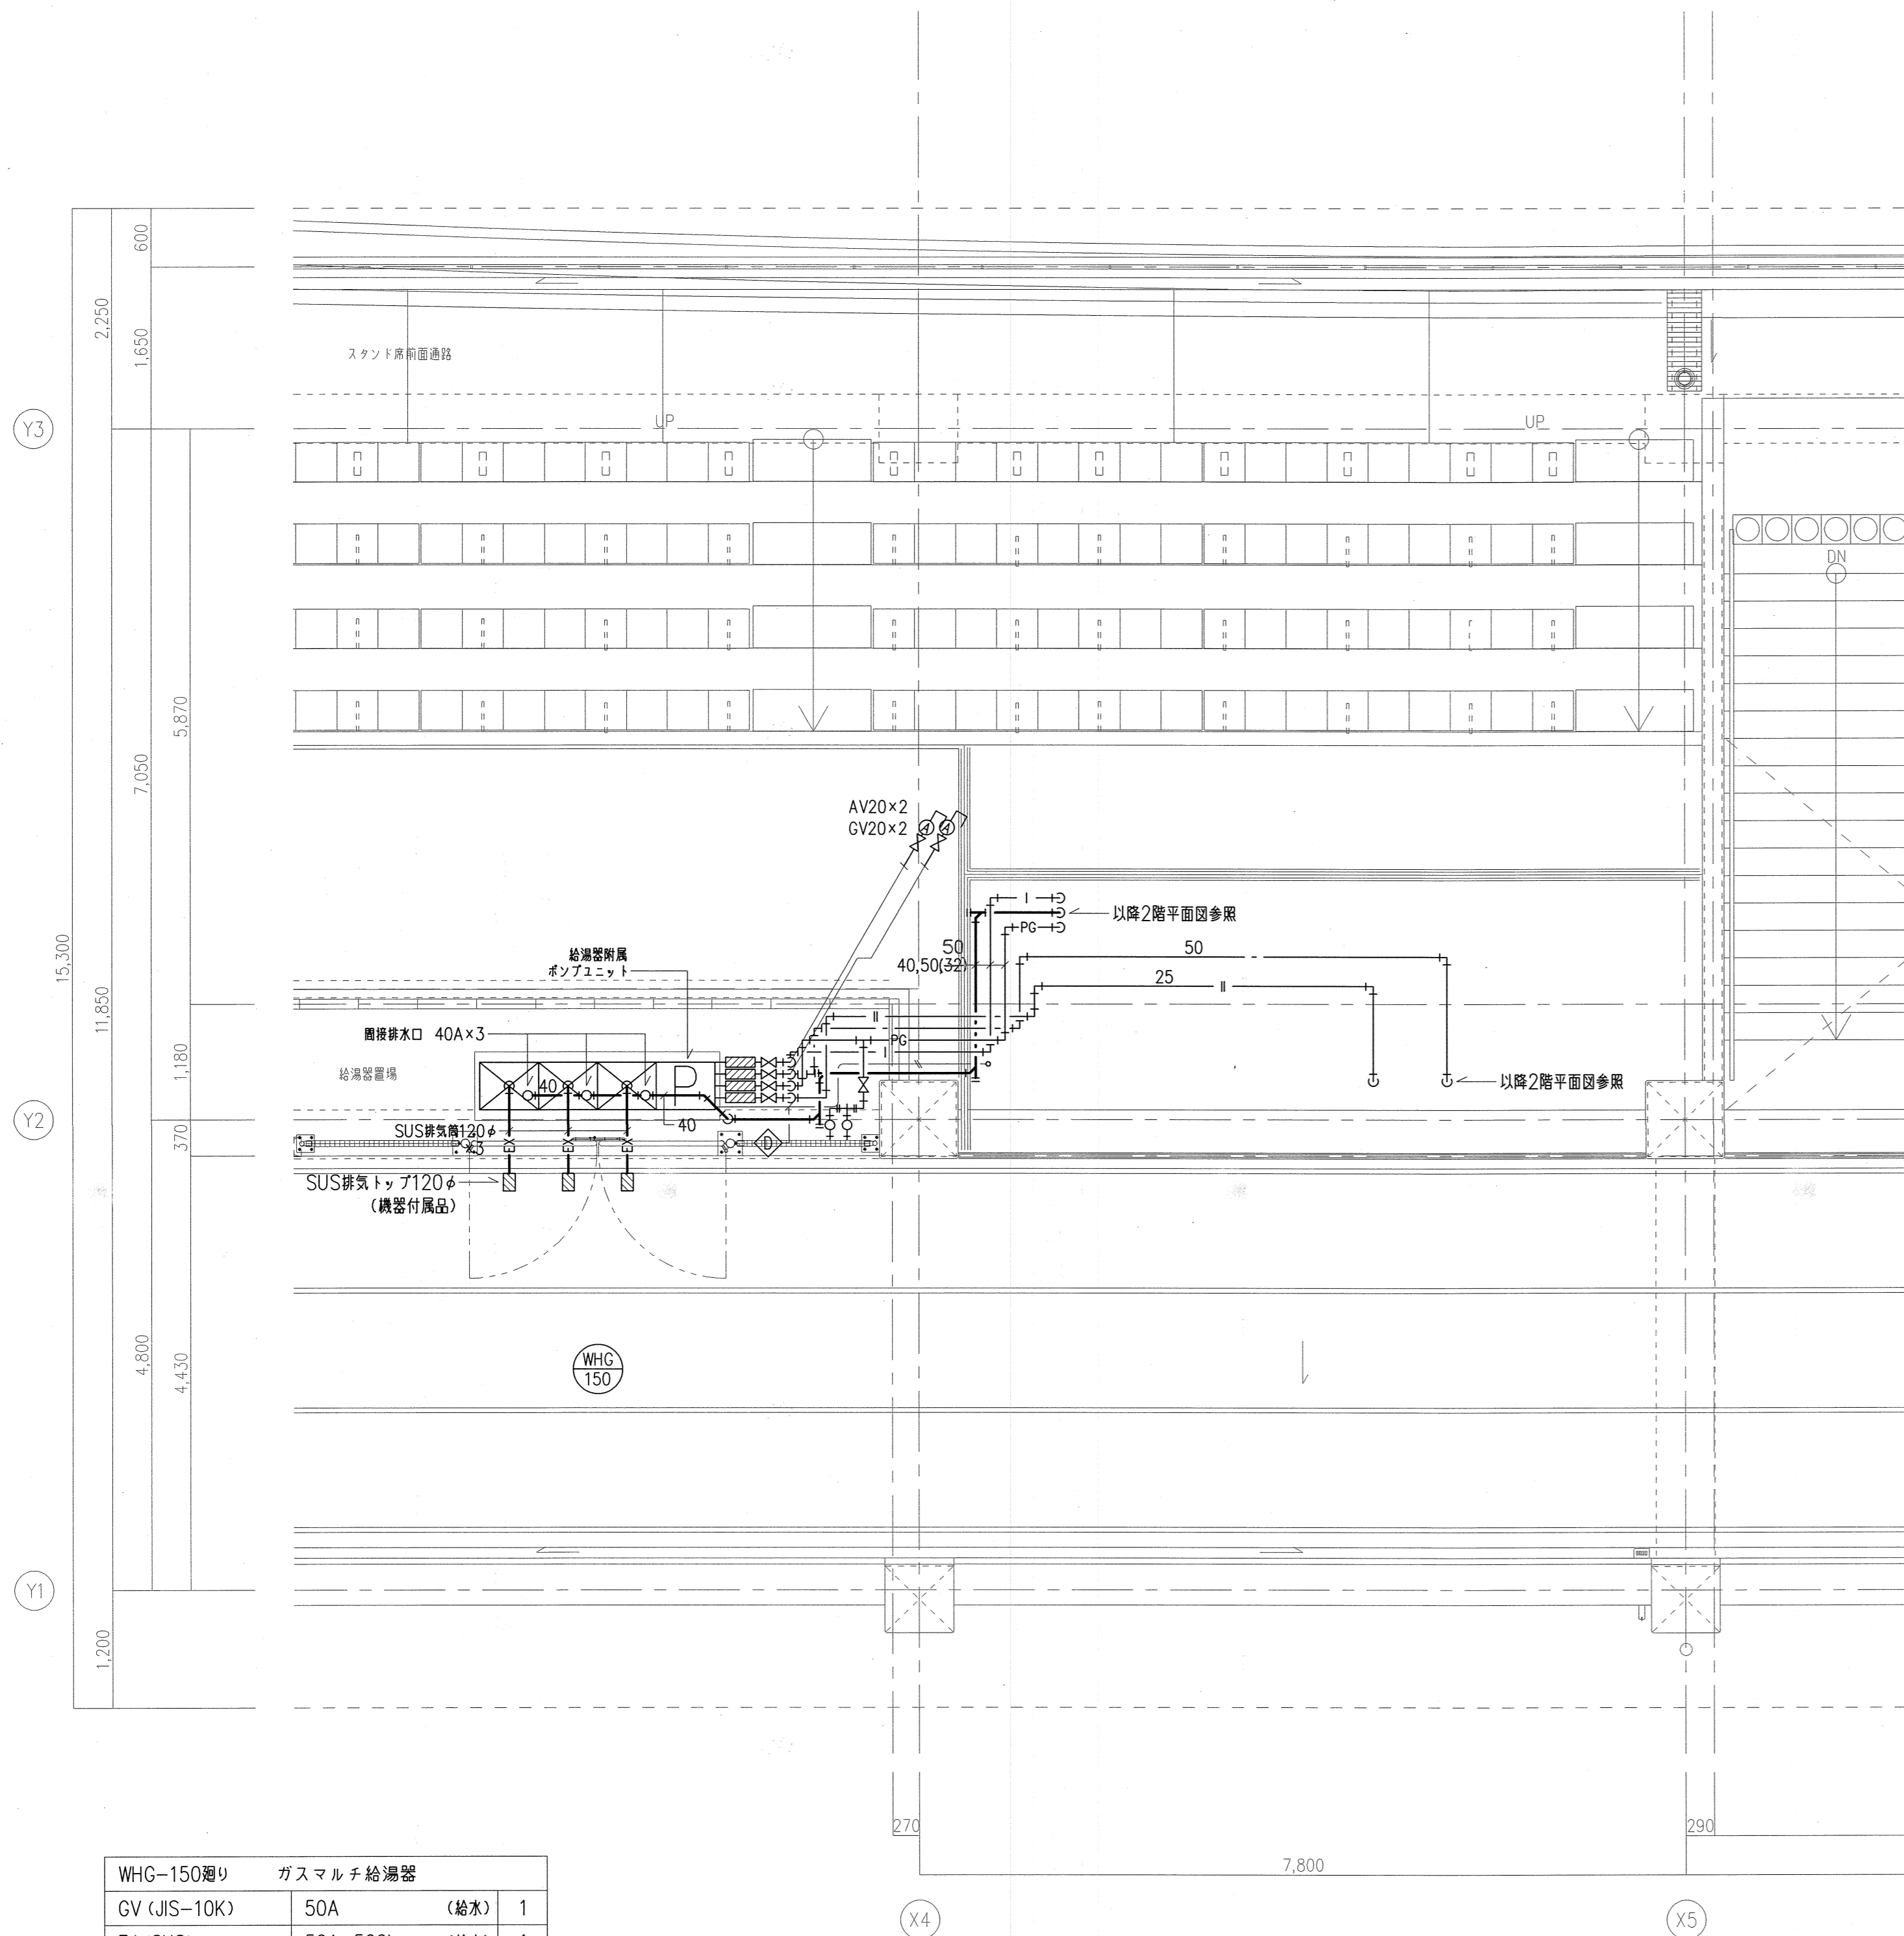 600
2,250
1,650
スタンド席前面通路
Y3
UP
UP
DN
5,870
7,050
AV20×2
GV20×2
A
A
I
以降2階平面図参照
PG
15,300
50
40,50(32)
50
給湯器附属
ポンプユニット
25
11,850
間接排水口 40A×3
PG
1,180
給湯器置場
40
P
以降2階平面図参照
Y2
40
SUS排気筒120φ
×3
D
370
SUS排気トップ120φ
(機器付属品)
4,800
4,430
WHG
150
Y1
1,200
270
290
7,800
WHG-150廻り ガスマルチ給湯器
GV (JIS-10K) 50A (給水) 1
X4
X5